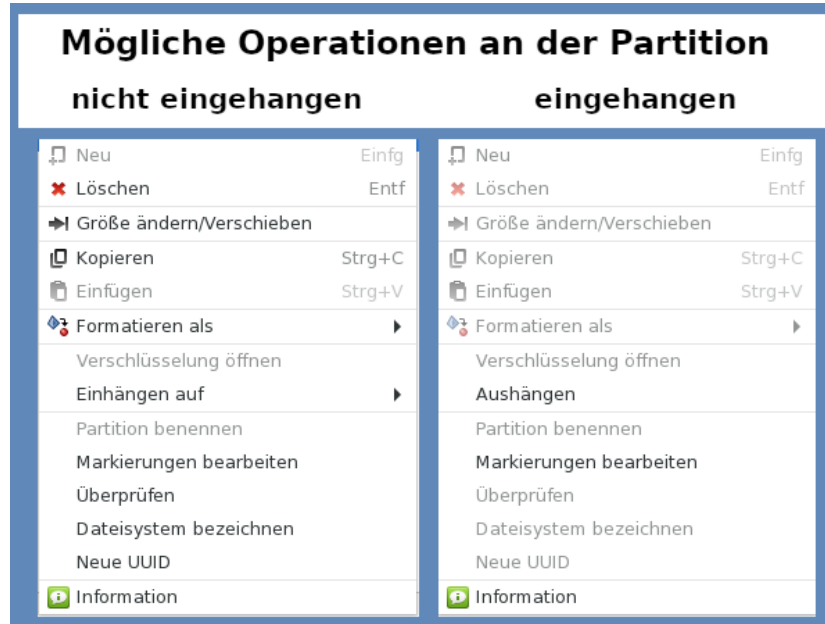 Mögliche Operationen an der Partition
nicht eingehangen
Neu Einfg
Löschen Entf
Größe ändern/Verschieben
Kopieren Strg+C
Einfügen Strg+V
Formatieren als
Verschlüsselung öffnen
Einhängen auf
Partition benennen
Markierungen bearbeiten
Überprüfen
Dateisystem bezeichnen
Neue UUID
Information
eingehangen
Neu Einfg
Löschen Entf
Größe ändern/Verschieben
Kopieren Strg+C
Einfügen Strg+V
Formatieren als
Verschlüsselung öffnen
Aushängen
Partition benennen
Markierungen bearbeiten
Überprüfen
Dateisystem bezeichnen
Neue UUID
Information